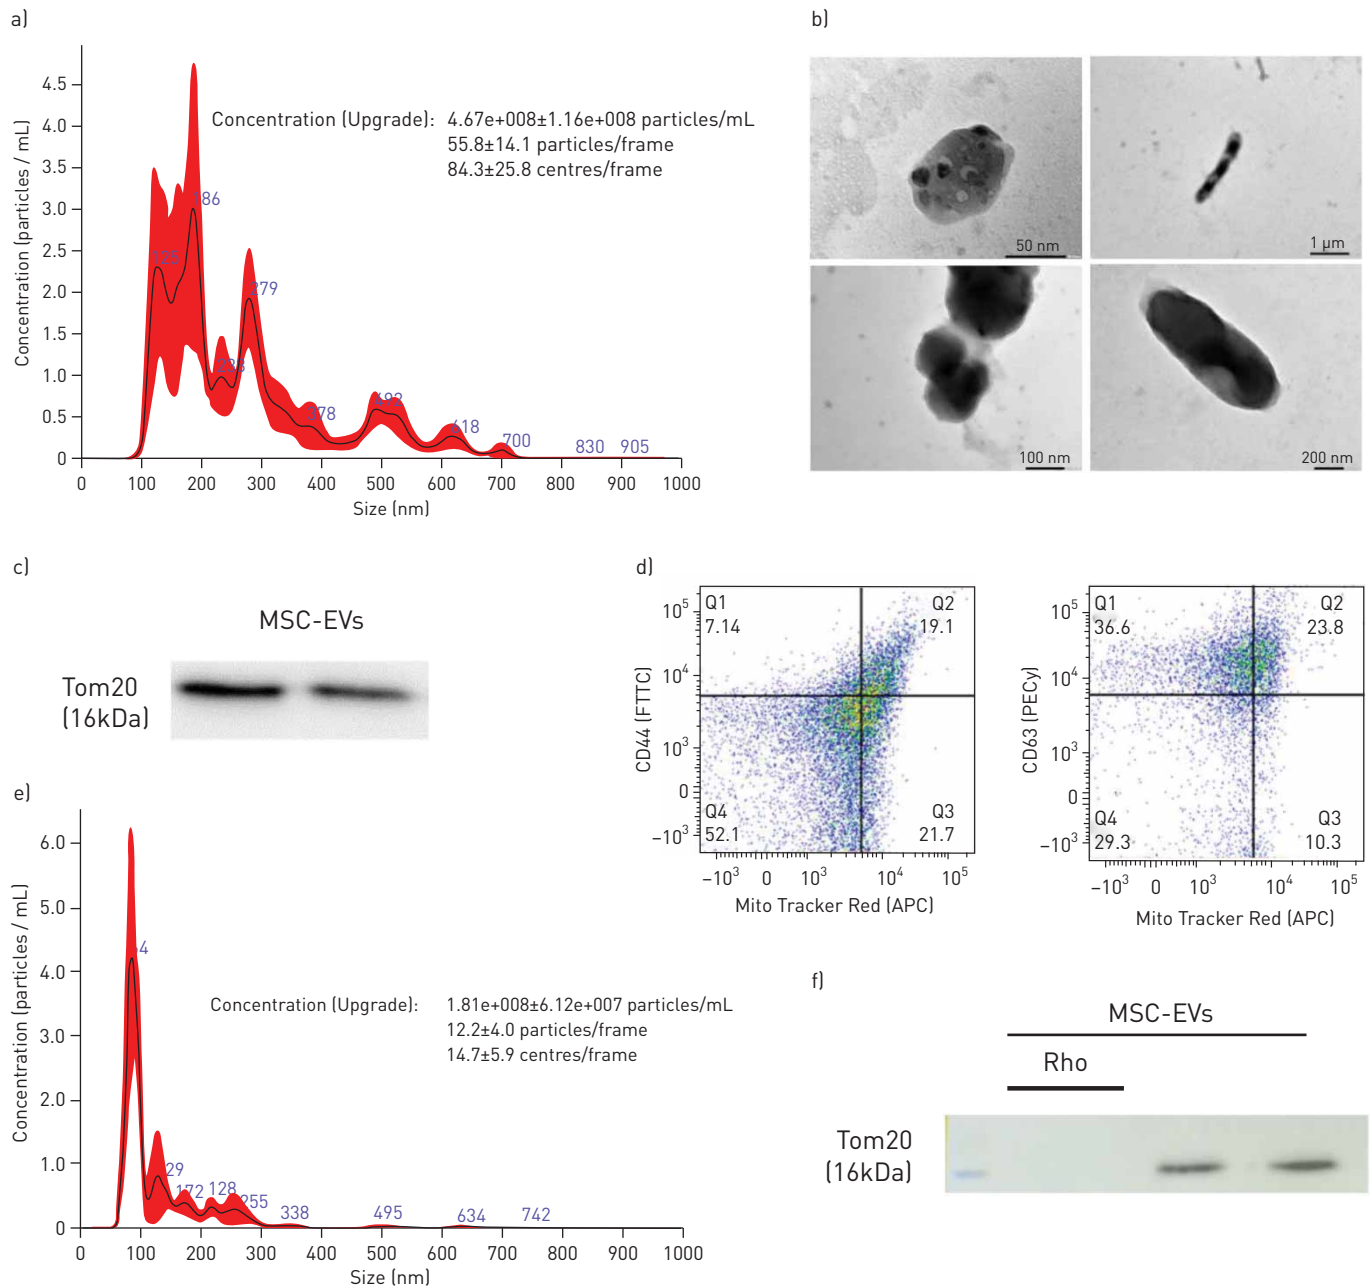 a)
4.5
4.0
3.5
3.0
2.5
2.0
1.5
1.0
0.5
0
Concentration (particles / mL)
Concentration (Upgrade): 4.67e+008±1.16e+008 particles/mL
55.8±14.1 particles/frame
84.3±25.8 centres/frame
279
618
700
830
905
0 100 200 300 400 500 600 700 800 900 1000
Size (nm)
b)
50 nm
1 µm
100 nm
200 nm
c)
MSC-EVs
Tom20
(16kDa)
d)
Q1
7.14
Q2
19.1
Q4
52.1
Q3
21.7
10⁵
10⁴
10³
0
−10³
CD44 (FTTC)
−10³ 0 10³ 10⁴ 10⁵
Mito Tracker Red (APC)
Q1
36.6
Q2
23.8
Q4
29.3
Q3
10.3
10⁵
10⁴
10³
0
−10³
CD63 (PECy)
−10³ 0 10³ 10⁴ 10⁵
Mito Tracker Red (APC)
e)
6.0
5.0
4.0
3.0
2.0
1.0
0
Concentration (particles / mL)
Concentration (Upgrade): 1.81e+008±6.12e+007 particles/mL
12.2±4.0 particles/frame
14.7±5.9 centres/frame
172
128
255
338
495
634
742
0 100 200 300 400 500 600 700 800 900 1000
Size (nm)
f)
MSC-EVs
Rho
Tom20
(16kDa)